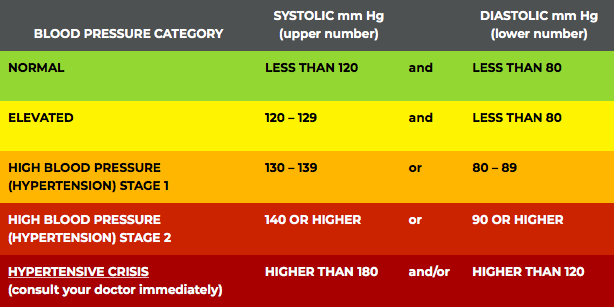 BLOOD PRESSURE CATEGORY SYSTOLIC mm Hg (upper number) DIASTOLIC mm Hg (lower number)
NORMAL LESS THAN 120 and LESS THAN 80
ELEVATED 120 – 129 and LESS THAN 80
HIGH BLOOD PRESSURE (HYPERTENSION) STAGE 1 130 – 139 or 80 – 89
HIGH BLOOD PRESSURE (HYPERTENSION) STAGE 2 140 OR HIGHER or 90 OR HIGHER
HYPERTENSIVE CRISIS (consult your doctor immediately) HIGHER THAN 180 and/or HIGHER THAN 120